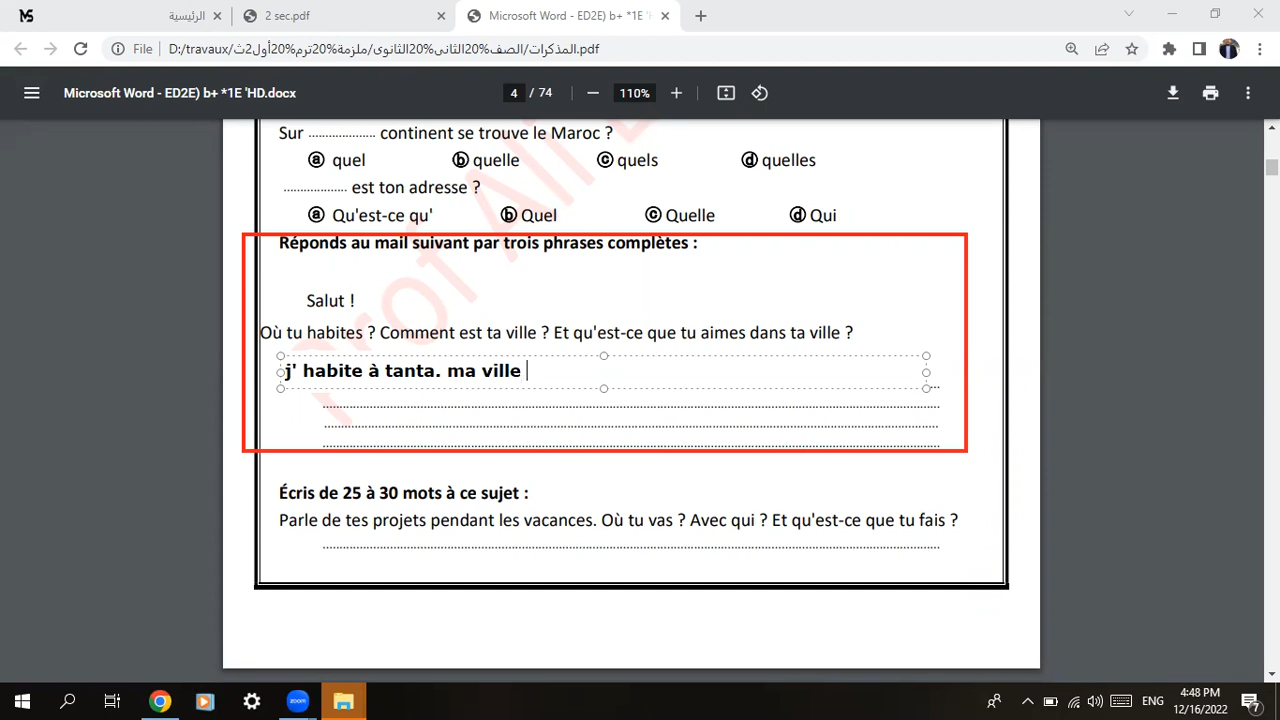 الرئيسية
2 sec.pdf
Microsoft Word - ED2E) b+ *1E 'H
File
D:/travaux/المذكرات/الصف%20الثانى%20الثانوى/ملزمة%20ترم%20أول2ث.pdf
Microsoft Word - ED2E) b+ *1E 'HD.docx
4 / 74
110%
Sur .................... continent se trouve le Maroc ?
ⓐ quel ⓑ quelle ⓒ quels ⓓ quelles
................... est ton adresse ?
ⓐ Qu'est-ce qu' ⓑ Quel ⓒ Quelle ⓓ Qui
Réponds au mail suivant par trois phrases complètes :
Salut !
Où tu habites ? Comment est ta ville ? Et qu'est-ce que tu aimes dans ta ville ?
j' habite à tanta. ma ville
Écris de 25 à 30 mots à ce sujet :
Parle de tes projets pendant les vacances. Où tu vas ? Avec qui ? Et qu'est-ce que tu fais ?
Prof Ali E
zoom
ENG
4:48 PM
12/16/2022
7